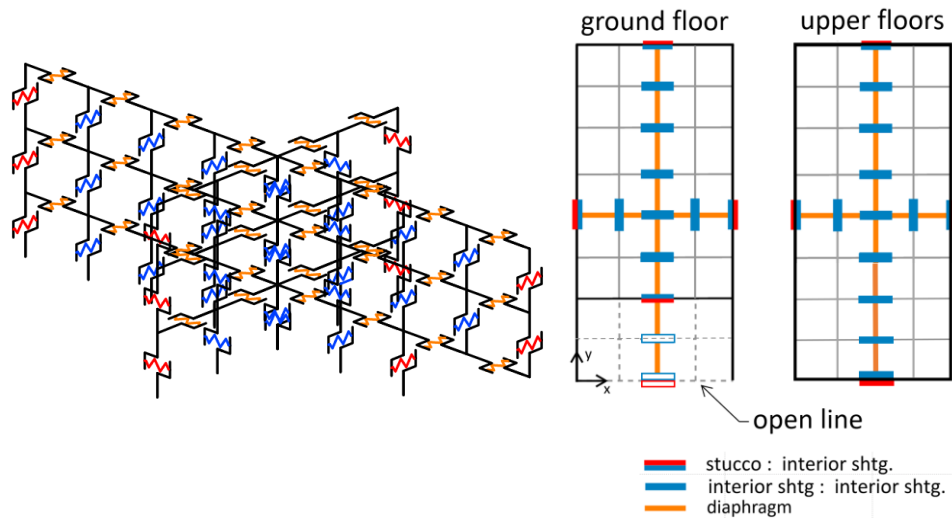 ground floor
upper floors
y
x
open line
stucco : interior shtg.
interior shtg : interior shtg.
diaphragm